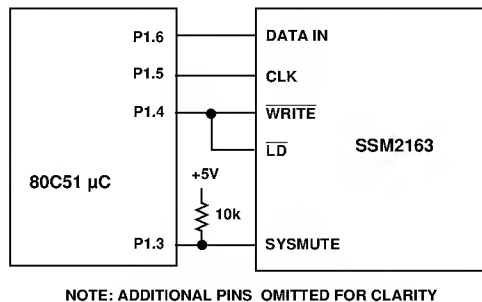 P1.6
DATA IN
P1.5
CLK
P1.4
WRITE
LD
SSM2163
80C51 µC
+5V
10k
P1.3
SYSMUTE
NOTE: ADDITIONAL PINS OMITTED FOR CLARITY